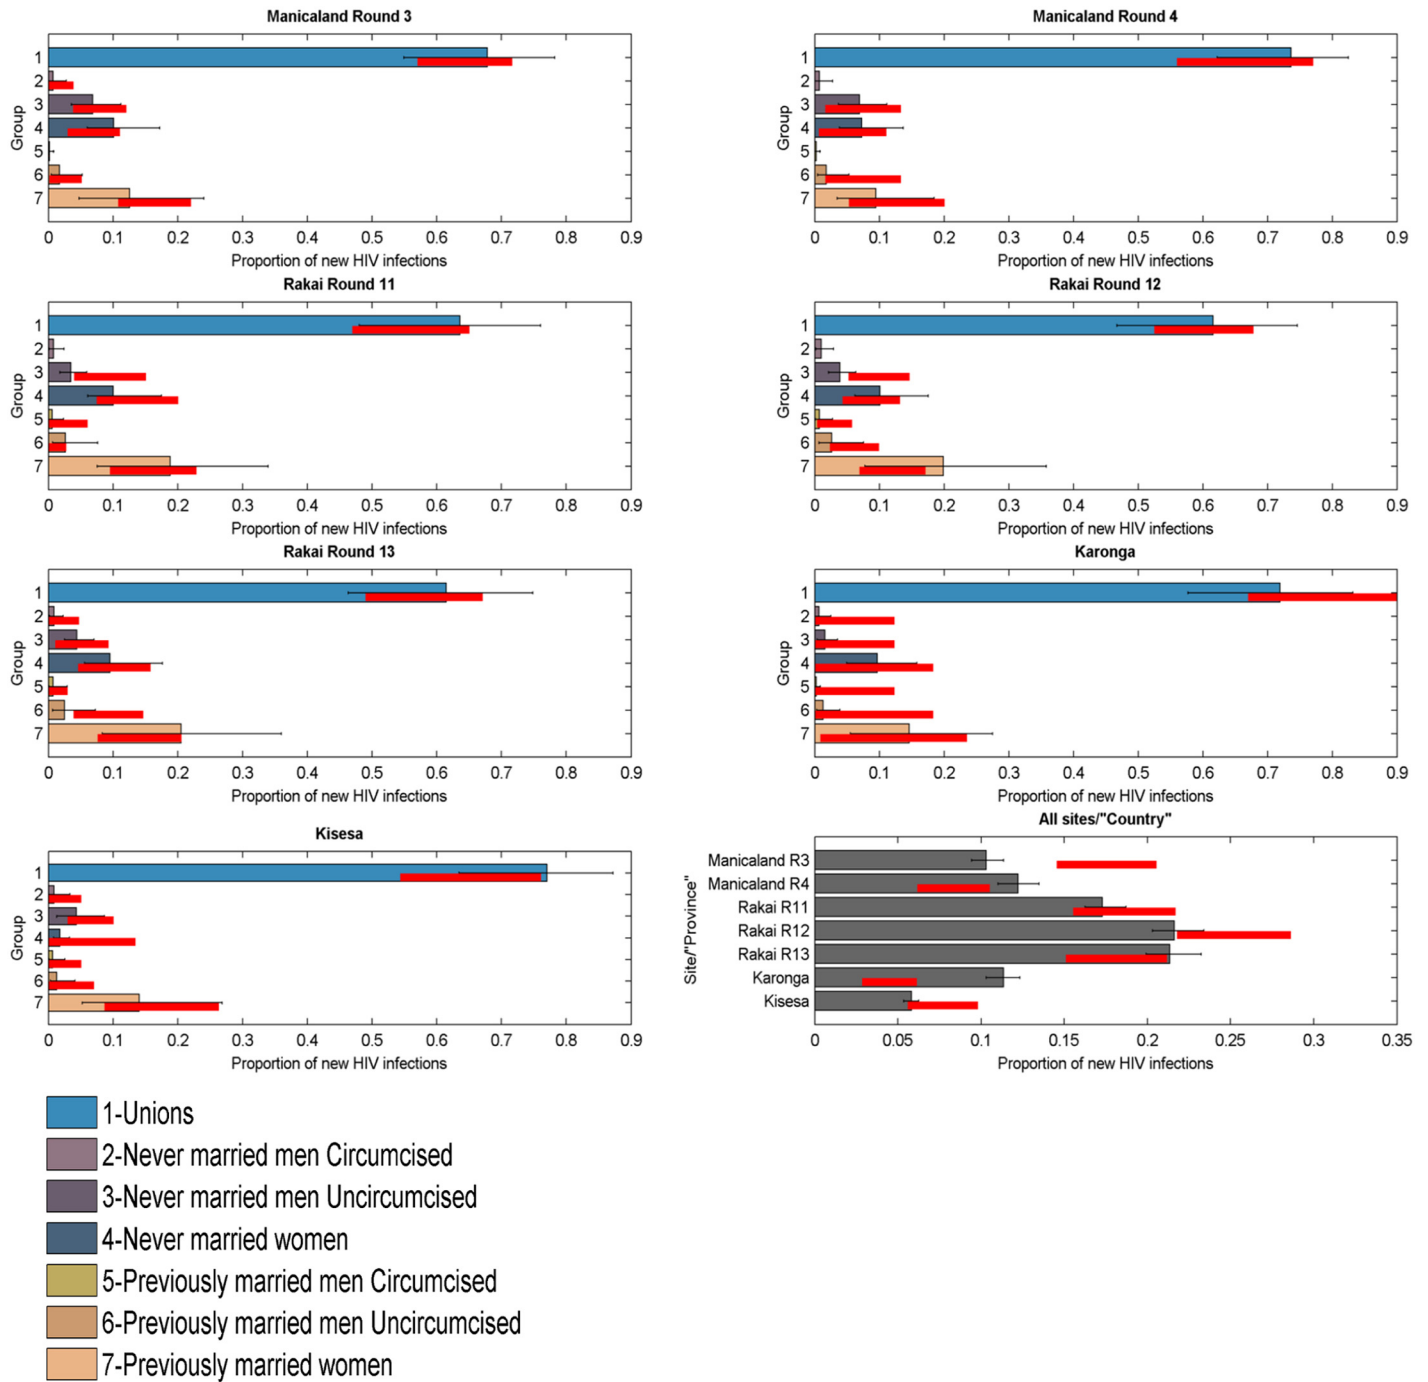 Manicaland Round 3
Group
1
2
3
4
5
6
7
0 0.1 0.2 0.3 0.4 0.5 0.6 0.7 0.8 0.9
Proportion of new HIV infections
Manicaland Round 4
Group
1
2
3
4
5
6
7
0 0.1 0.2 0.3 0.4 0.5 0.6 0.7 0.8 0.9
Proportion of new HIV infections
Rakai Round 11
Group
1
2
3
4
5
6
7
0 0.1 0.2 0.3 0.4 0.5 0.6 0.7 0.8 0.9
Proportion of new HIV infections
Rakai Round 12
Group
1
2
3
4
5
6
7
0 0.1 0.2 0.3 0.4 0.5 0.6 0.7 0.8 0.9
Proportion of new HIV infections
Rakai Round 13
Group
1
2
3
4
5
6
7
0 0.1 0.2 0.3 0.4 0.5 0.6 0.7 0.8 0.9
Proportion of new HIV infections
Karonga
Group
1
2
3
4
5
6
7
0 0.1 0.2 0.3 0.4 0.5 0.6 0.7 0.8 0.9
Proportion of new HIV infections
Kisesa
Group
1
2
3
4
5
6
7
0 0.1 0.2 0.3 0.4 0.5 0.6 0.7 0.8 0.9
Proportion of new HIV infections
All sites/"Country"
Site/"Province"
Manicaland R3
Manicaland R4
Rakai R11
Rakai R12
Rakai R13
Karonga
Kisesa
0 0.05 0.1 0.15 0.2 0.25 0.3 0.35
Proportion of new HIV infections
1-Unions
2-Never married men Circumcised
3-Never married men Uncircumcised
4-Never married women
5-Previously married men Circumcised
6-Previously married men Uncircumcised
7-Previously married women